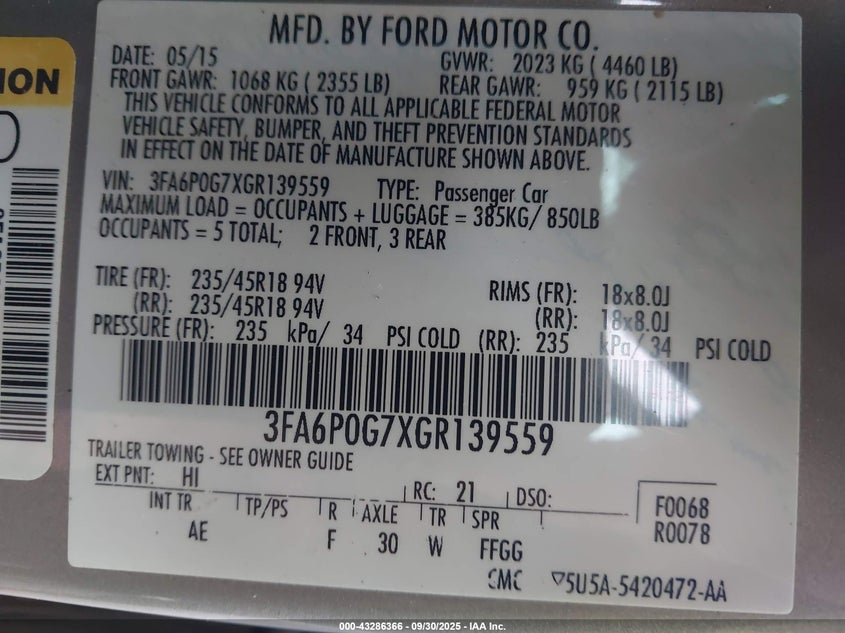 MFD. BY FORD MOTOR CO.
DATE: 05/15 GVWR: 2023 KG ( 4460 LB)
FRONT GAWR: 1068 KG ( 2355 LB) REAR GAWR: 959 KG ( 2115 LB)
THIS VEHICLE CONFORMS TO ALL APPLICABLE FEDERAL MOTOR
VEHICLE SAFETY, BUMPER, AND THEFT PREVENTION STANDARDS
IN EFFECT ON THE DATE OF MANUFACTURE SHOWN ABOVE.
VIN: 3FA6P0G7XGR139559 TYPE: Passenger Car
MAXIMUM LOAD = OCCUPANTS + LUGGAGE = 385KG/ 850LB
OCCUPANTS = 5 TOTAL; 2 FRONT, 3 REAR
TIRE (FR): 235/45R18 94V RIMS (FR): 18x8.0J
(RR): 235/45R18 94V (RR): 18x8.0J
PRESSURE (FR): 235 kPa/ 34 PSI COLD (RR): 235 kPa/ 34 PSI COLD
3FA6P0G7XGR139559
TRAILER TOWING - SEE OWNER GUIDE
EXT PNT: HI RC: 21 DSO: F0068
INT TR TP/PS R AXLE TR SPR R0078
AE F 30 W FFGG
CMC 5U5A-5420472-AA
000-43286366 - 09/30/2025 - IAA Inc.